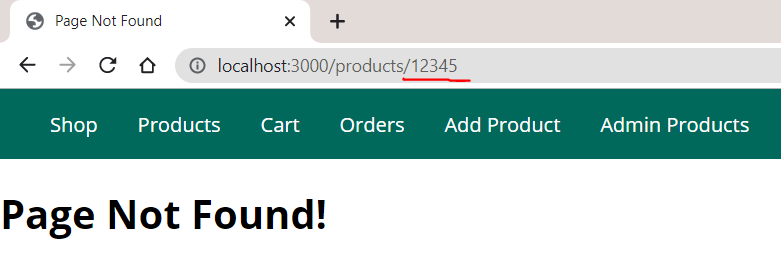 Page Not Found
localhost:3000/products/12345
Shop Products Cart Orders Add Product Admin Products
Page Not Found!